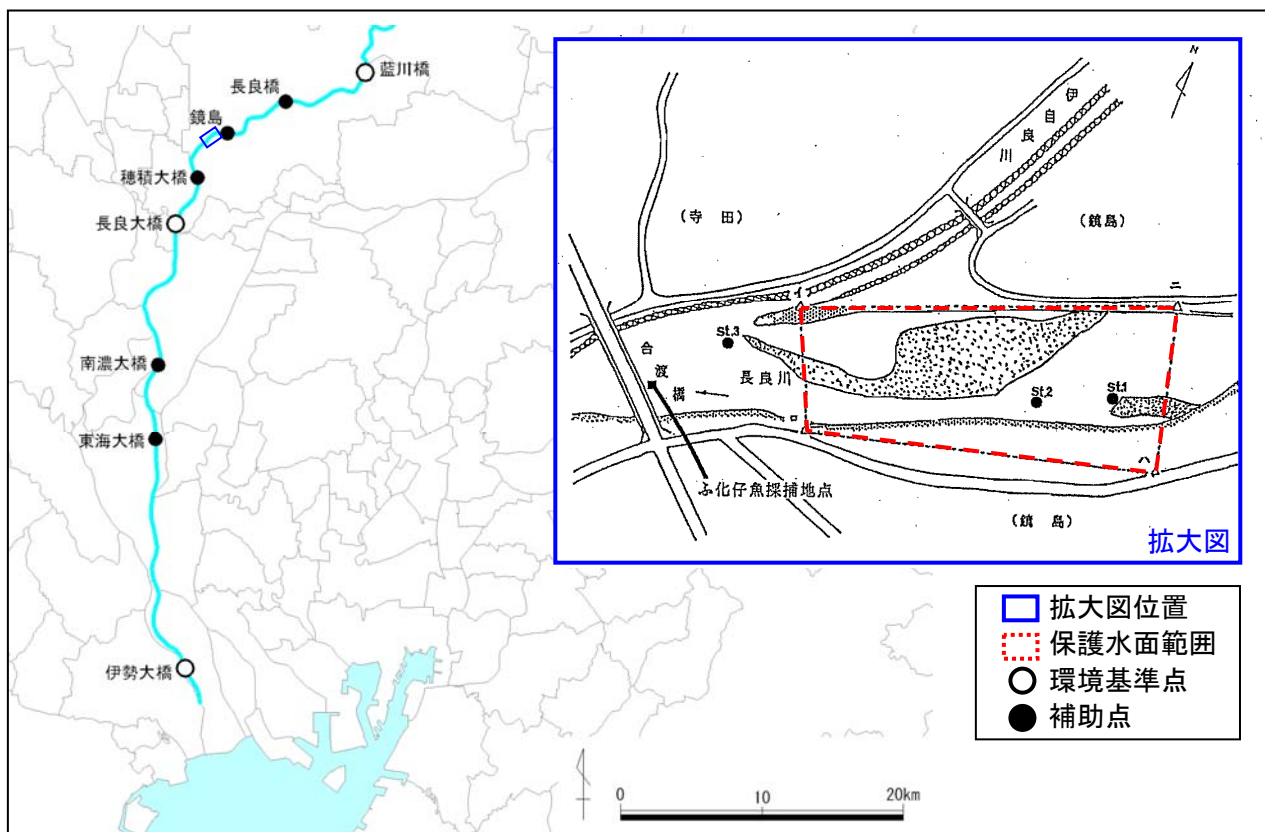 藍川橋
長良橋
鏡島
穂積大橋
長良大橋
南濃大橋
東海大橋
伊勢大橋
N
伊自良川
(寺田)
(鏡島)
イ
ニ
St.3
合渡橋
長良川
St.2
St.1
ロ
ハ
ふ化仔魚採捕地点
(鏡島)
拡大図
拡大図位置
保護水面範囲
環境基準点
補助点
0 10 20km